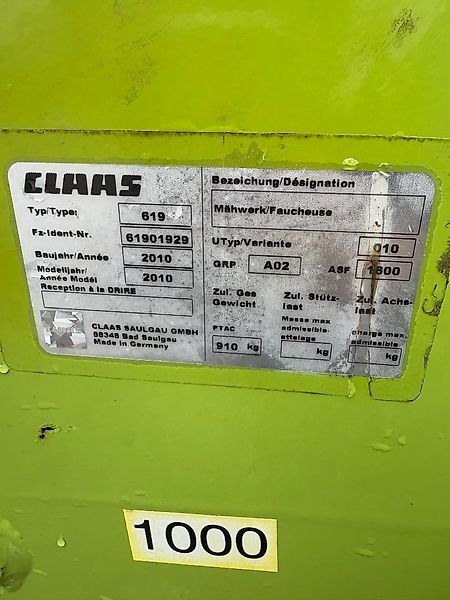 CLAAS
Typ/Type: 619
Fz-Ident-Nr. 61901929
Baujahr/Année 2010
Modelljahr/
Année Modèl 2010
Reception à la DRIRE
CLAAS SAULGAU GMBH
88348 Bad Saulgau
Made in Germany
Bezeichung/Désignation
Mähwerk/Faucheuse
UTyp/Variante 010
GRP A02 ASF 1600
Zul. Ges Gewicht
PTAC
910 kg
Zul. Stütz-
last
Masse max
admissible.
attelage
kg
Zul. Achs-
last
charge max.
admissible
kg
1000